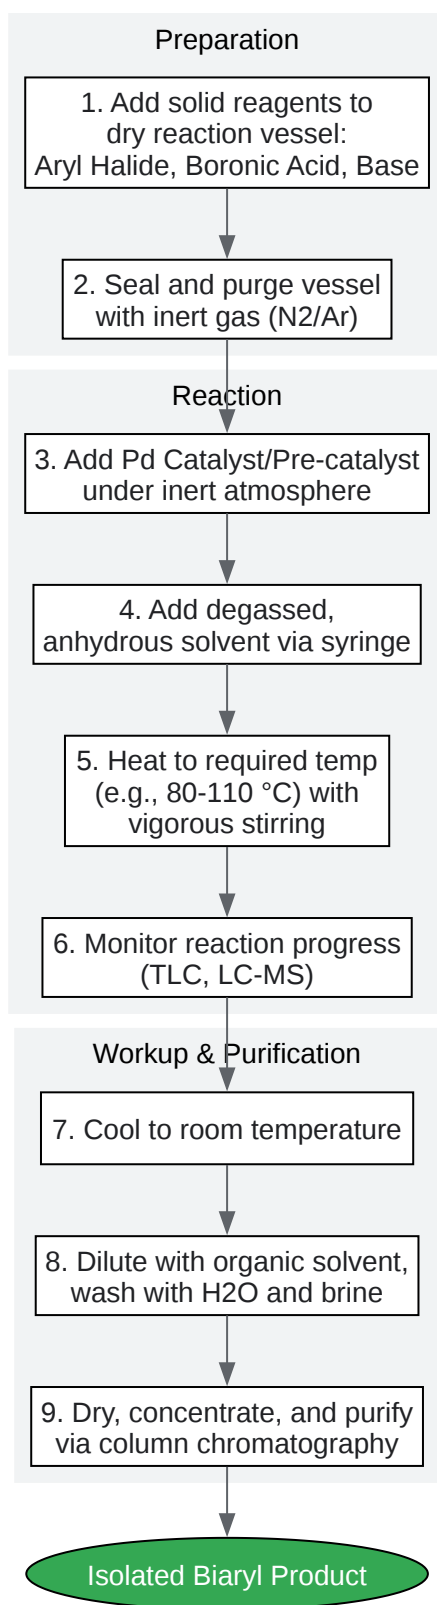 Preparation
1. Add solid reagents to
dry reaction vessel:
Aryl Halide, Boronic Acid, Base
2. Seal and purge vessel
with inert gas (N2/Ar)
Reaction
3. Add Pd Catalyst/Pre-catalyst
under inert atmosphere
4. Add degassed,
anhydrous solvent via syringe
5. Heat to required temp
(e.g., 80-110 °C) with
vigorous stirring
6. Monitor reaction progress
(TLC, LC-MS)
Workup & Purification
7. Cool to room temperature
8. Dilute with organic solvent,
wash with H2O and brine
9. Dry, concentrate, and purify
via column chromatography
Isolated Biaryl Product